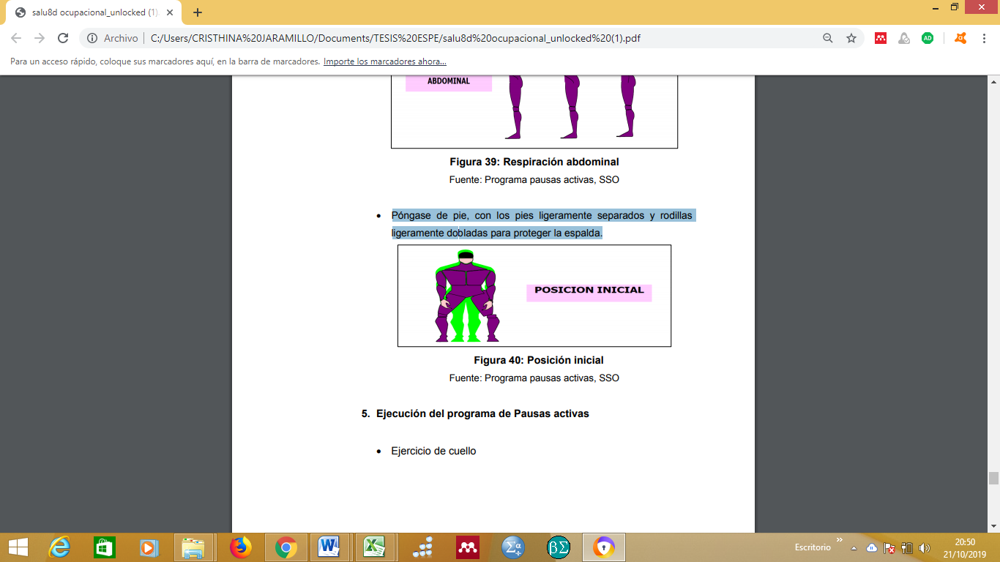 salu8d ocupacional_unlocked (1)
Archivo
C:/Users/CRISTHINA%20JARAMILLO/Documents/TESIS%20ESPE/salu8d%20ocupacional_unlocked%20(1).pdf
AD
Para un acceso rápido, coloque sus marcadores aquí, en la barra de marcadores. Importe los marcadores ahora...
ABDOMINAL
Figura 39: Respiración abdominal
Fuente: Programa pausas activas, SSO
• Póngase de pie, con los pies ligeramente separados y rodillas
ligeramente dobladas para proteger la espalda.
POSICION INICIAL
Figura 40: Posición inicial
Fuente: Programa pausas activas, SSO
5. Ejecución del programa de Pausas activas
• Ejercicio de cuello
Escritorio
20:50
21/10/2019